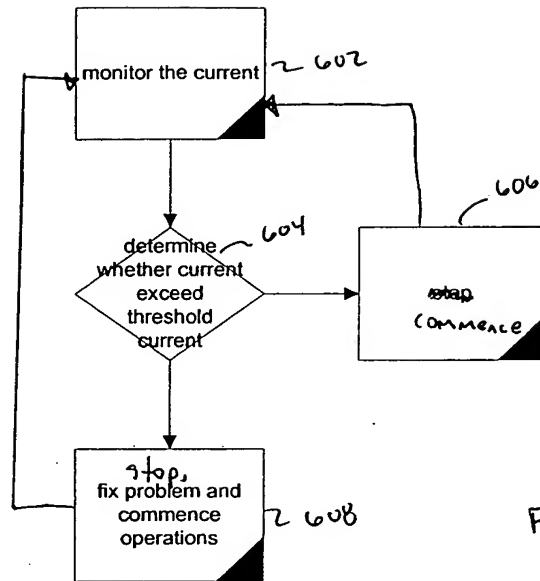 monitor the current
602
604
determine
whether current
exceed
threshold
current
606
stop
commence
stop,
fix problem and
commence
operations
608
F